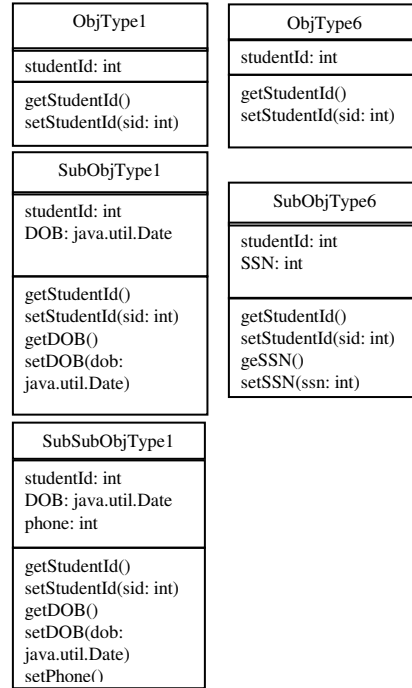 ObjType1
studentId: int
getStudentId()
setStudentId(sid: int)
SubObjType1
studentId: int
DOB: java.util.Date
getStudentId()
setStudentId(sid: int)
getDOB()
setDOB(dob:
java.util.Date)
SubSubObjType1
studentId: int
DOB: java.util.Date
phone: int
getStudentId()
setStudentId(sid: int)
getDOB()
setDOB(dob:
java.util.Date)
setPhone()
ObjType6
studentId: int
getStudentId()
setStudentId(sid: int)
SubObjType6
studentId: int
SSN: int
getStudentId()
setStudentId(sid: int)
geSSN()
setSSN(ssn: int)